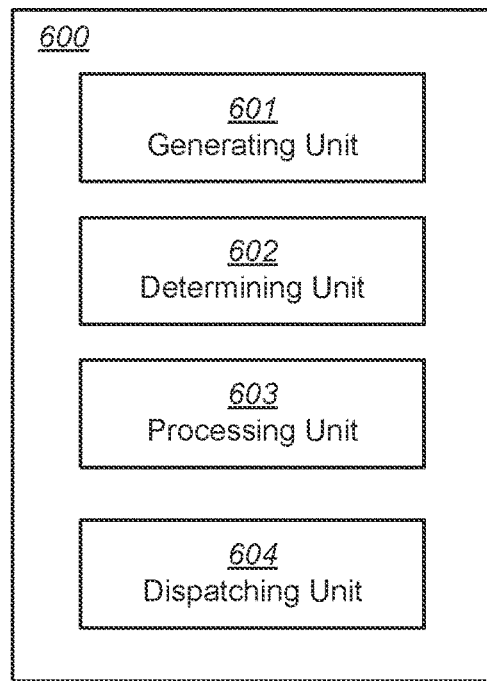 600
601
Generating Unit
602
Determining Unit
603
Processing Unit
604
Dispatching Unit